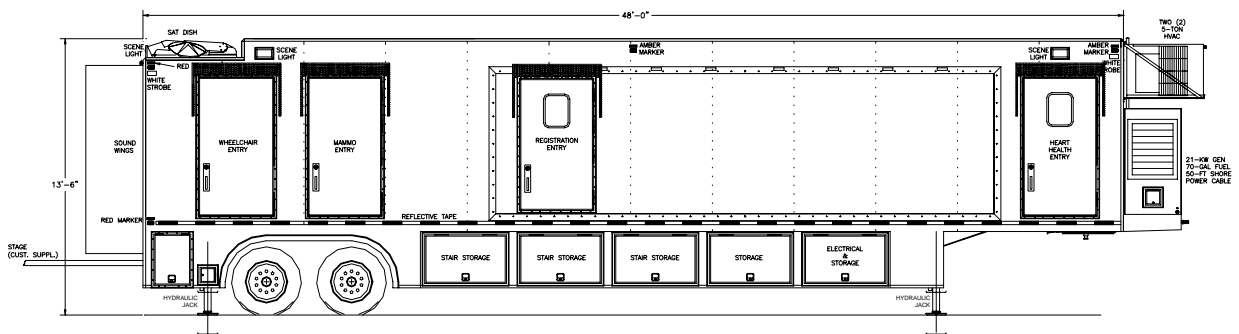 48'-0"
SAT DISH
TWO (2)
5-TON
HVAC
SCENE
LIGHT
SCENE
LIGHT
AMBER
MARKER
SCENE
LIGHT
AMBER
MARKER
RED
WHITE
STROBE
WHITE
STROBE
SOUND
WINGS
WHEELCHAIR
ENTRY
MAMMO
ENTRY
REGISTRATION
ENTRY
HEART
HEALTH
ENTRY
21-KW GEN
70-GAL FUEL
50-FT SHORE
POWER CABLE
13'-6"
RED MARKER
REFLECTIVE TAPE
STAGE
(CUST. SUPPL.)
STAIR STORAGE
STAIR STORAGE
STAIR STORAGE
STORAGE
ELECTRICAL
&
STORAGE
HYDRAULIC
JACK
HYDRAULIC
JACK